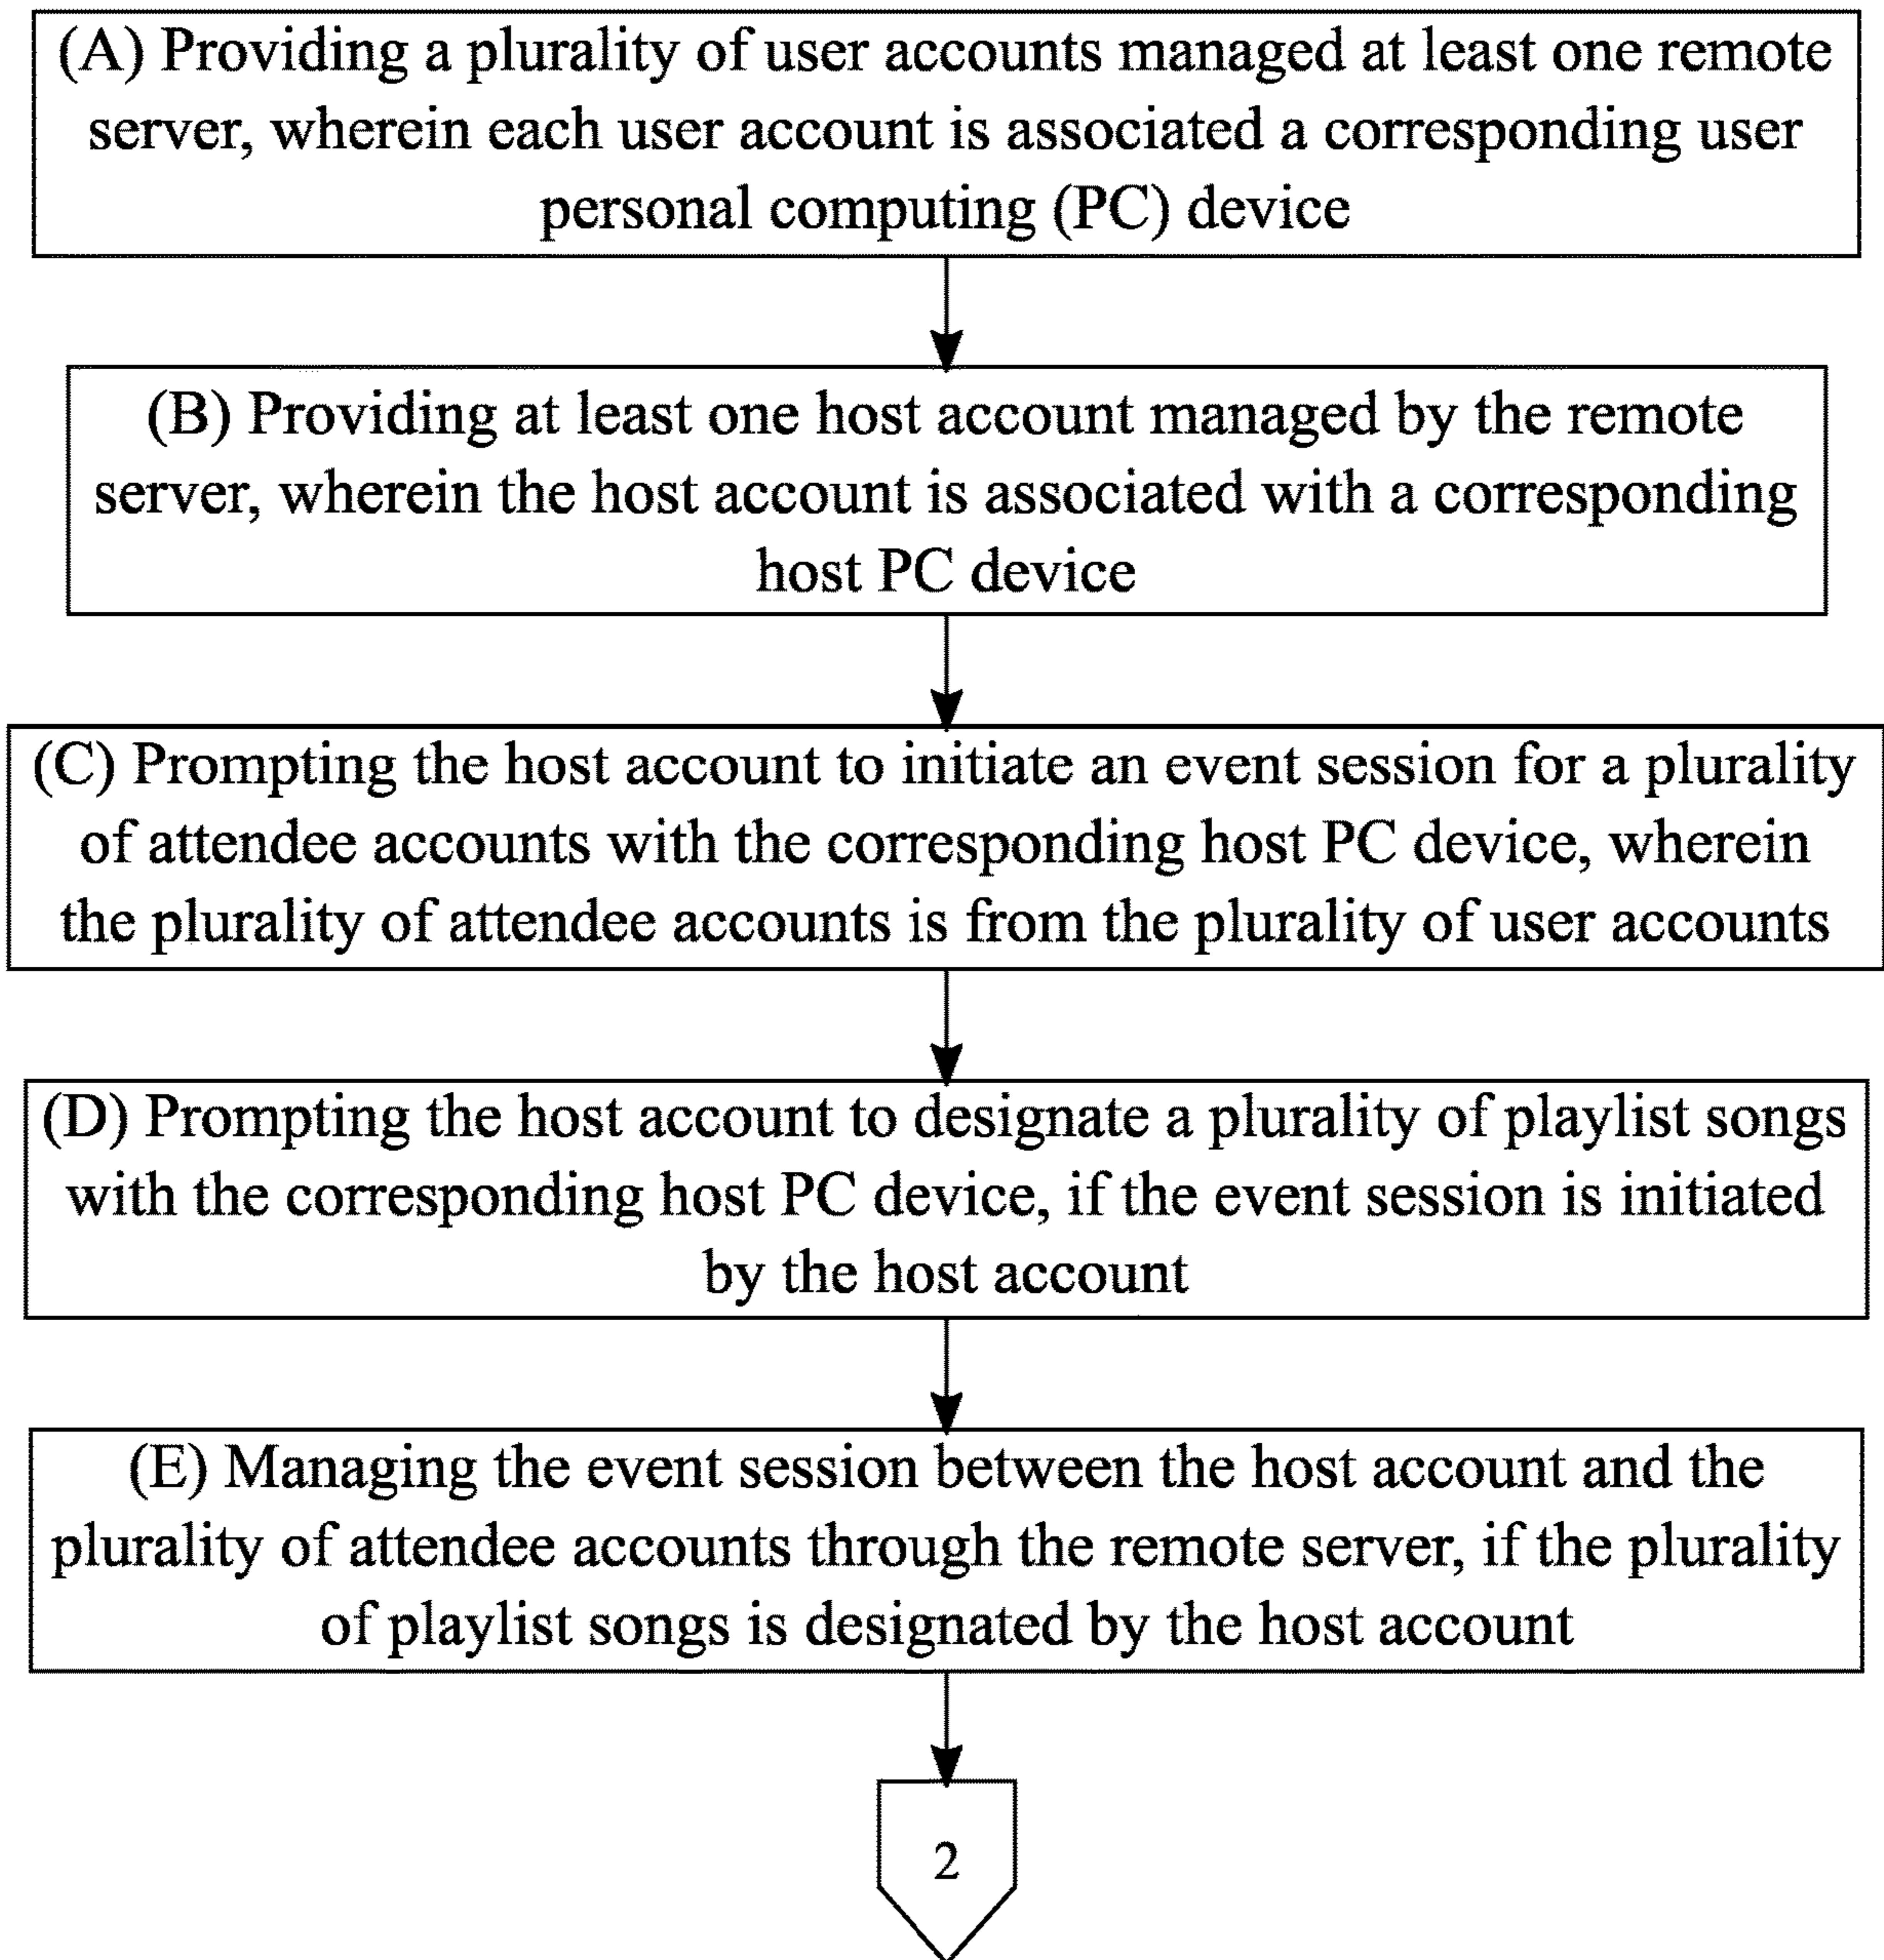 (A) Providing a plurality of user accounts managed at least one remote
server, wherein each user account is associated a corresponding user
personal computing (PC) device
(B) Providing at least one host account managed by the remote
server, wherein the host account is associated with a corresponding
host PC device
(C) Prompting the host account to initiate an event session for a plurality
of attendee accounts with the corresponding host PC device, wherein
the plurality of attendee accounts is from the plurality of user accounts
(D) Prompting the host account to designate a plurality of playlist songs
with the corresponding host PC device, if the event session is initiated
by the host account
(E) Managing the event session between the host account and the
plurality of attendee accounts through the remote server, if the plurality
of playlist songs is designated by the host account
2